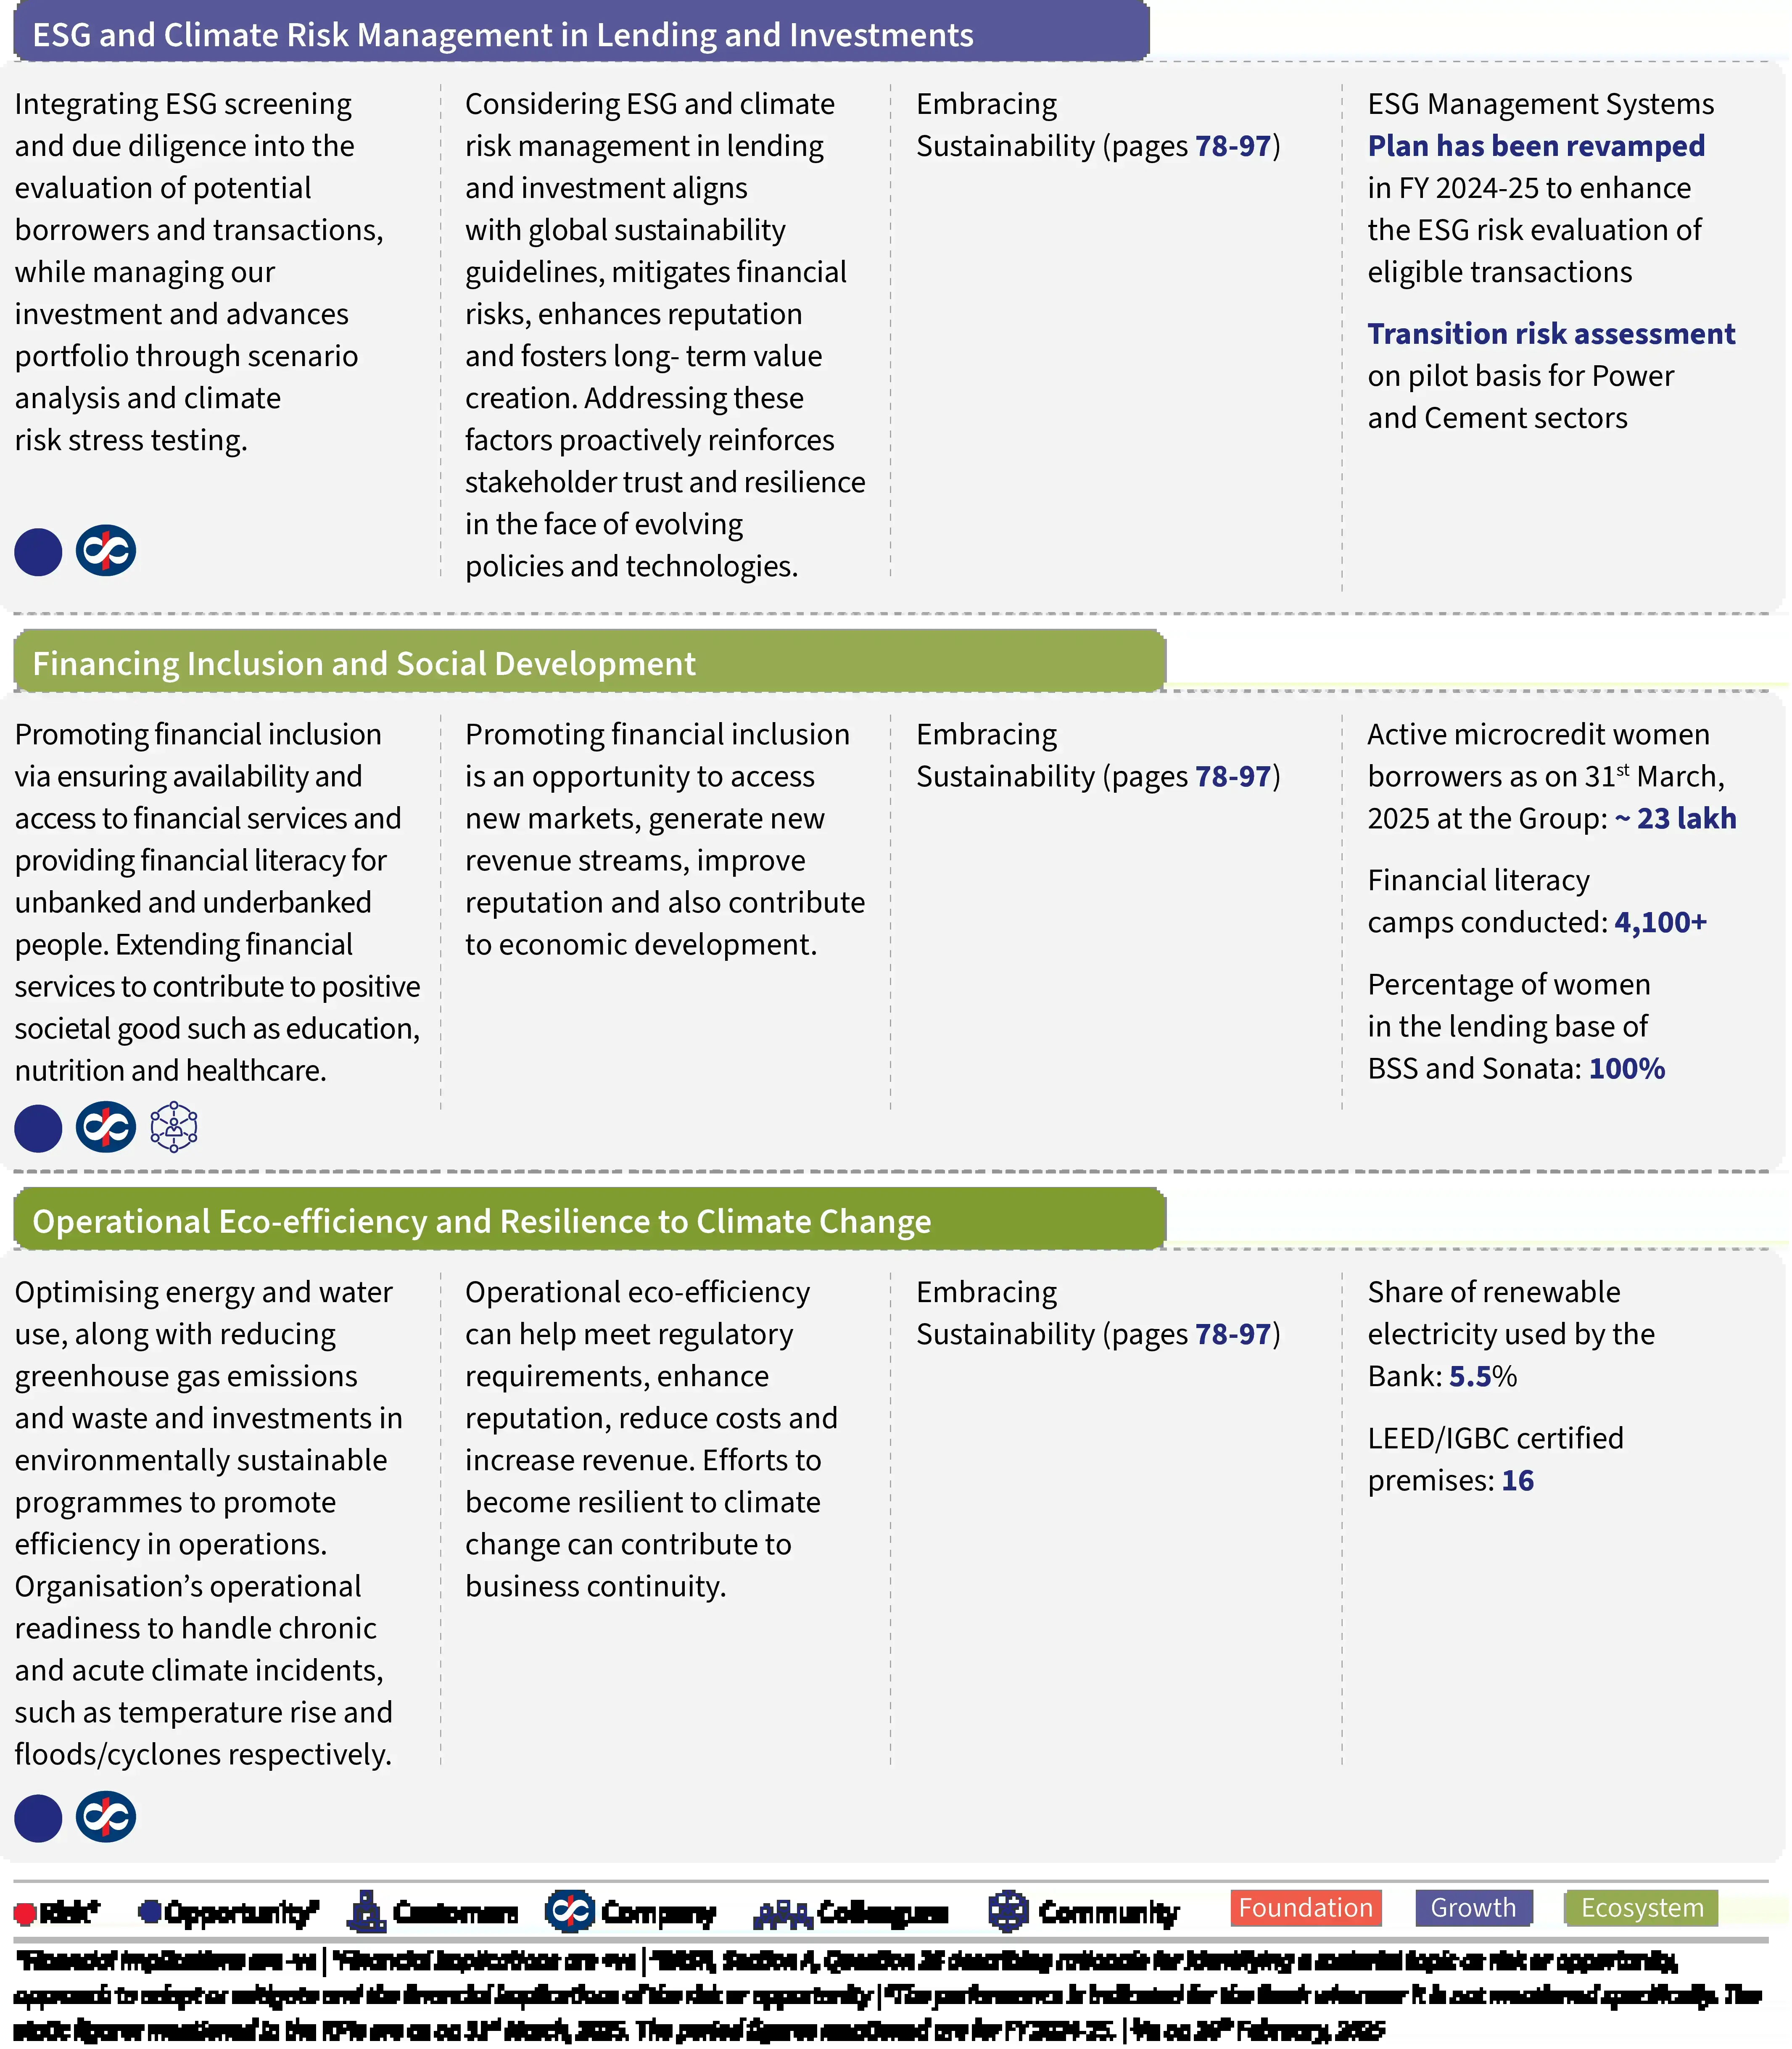 ESG and Climate Risk Management in Lending and Investments
Integrating ESG screening
and due diligence into the
evaluation of potential
borrowers and transactions,
while managing our
investment and advances
portfolio through scenario
analysis and climate
risk stress testing.
Considering ESG and climate
risk management in lending
and investment aligns
with global sustainability
guidelines, mitigates financial
risks, enhances reputation
and fosters long- term value
creation. Addressing these
factors proactively reinforces
stakeholder trust and resilience
in the face of evolving
policies and technologies.
Embracing
Sustainability (pages 78-97)
ESG Management Systems
Plan has been revamped
in FY 2024-25 to enhance
the ESG risk evaluation of
eligible transactions
Transition risk assessment
on pilot basis for Power
and Cement sectors
Financing Inclusion and Social Development
Promoting financial inclusion
via ensuring availability and
access to financial services and
providing financial literacy for
unbanked and underbanked
people. Extending financial
services to contribute to positive
societal good such as education,
nutrition and healthcare.
Promoting financial inclusion
is an opportunity to access
new markets, generate new
revenue streams, improve
reputation and also contribute
to economic development.
Embracing
Sustainability (pages 78-97)
Active microcredit women
borrowers as on 31st March,
2025 at the Group: ~ 23 lakh
Financial literacy
camps conducted: 4,100+
Percentage of women
in the lending base of
BSS and Sonata: 100%
Operational Eco-efficiency and Resilience to Climate Change
Optimising energy and water
use, along with reducing
greenhouse gas emissions
and waste and investments in
environmentally sustainable
programmes to promote
efficiency in operations.
Organisation’s operational
readiness to handle chronic
and acute climate incidents,
such as temperature rise and
floods/cyclones respectively.
Operational eco-efficiency
can help meet regulatory
requirements, enhance
reputation, reduce costs and
increase revenue. Efforts to
become resilient to climate
change can contribute to
business continuity.
Embracing
Sustainability (pages 78-97)
Share of renewable
electricity used by the
Bank: 5.5%
LEED/IGBC certified
premises: 16
Risk Opportunity Customers Company Colleagues Community Foundation Growth Ecosystem